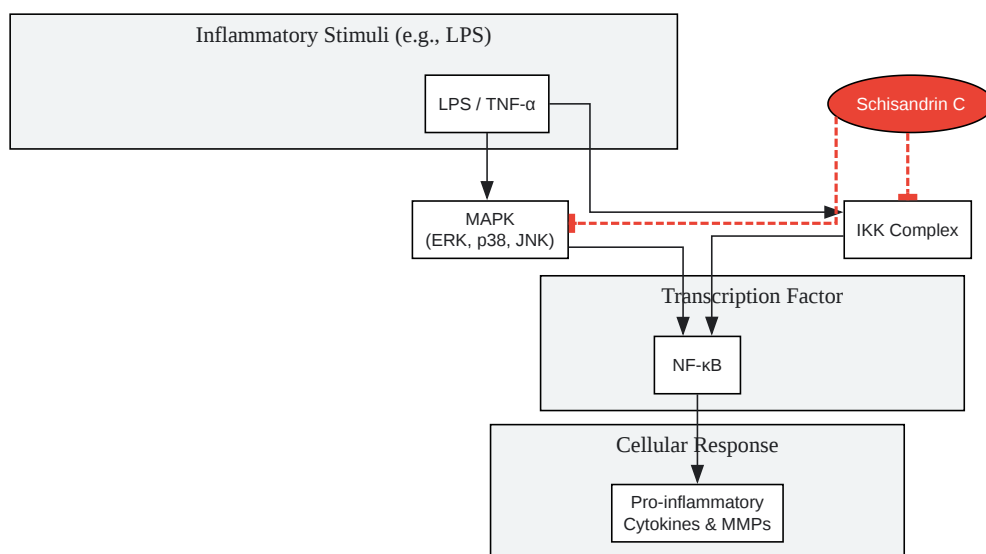 Inflammatory Stimuli (e.g., LPS)
LPS / TNF-α
Schisandrin C
MAPK
(ERK, p38, JNK)
IKK Complex
Transcription Factor
NF-κB
Cellular Response
Pro-inflammatory
Cytokines & MMPs